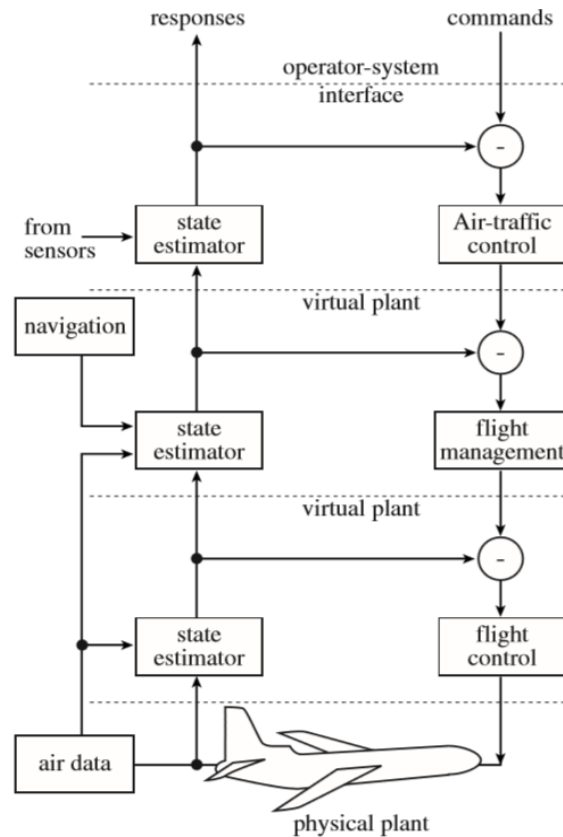 responses
commands
operator-system
interface
-
from
sensors
state
estimator
Air-traffic
control
virtual plant
navigation
-
state
estimator
flight
management
virtual plant
-
state
estimator
flight
control
air data
physical plant